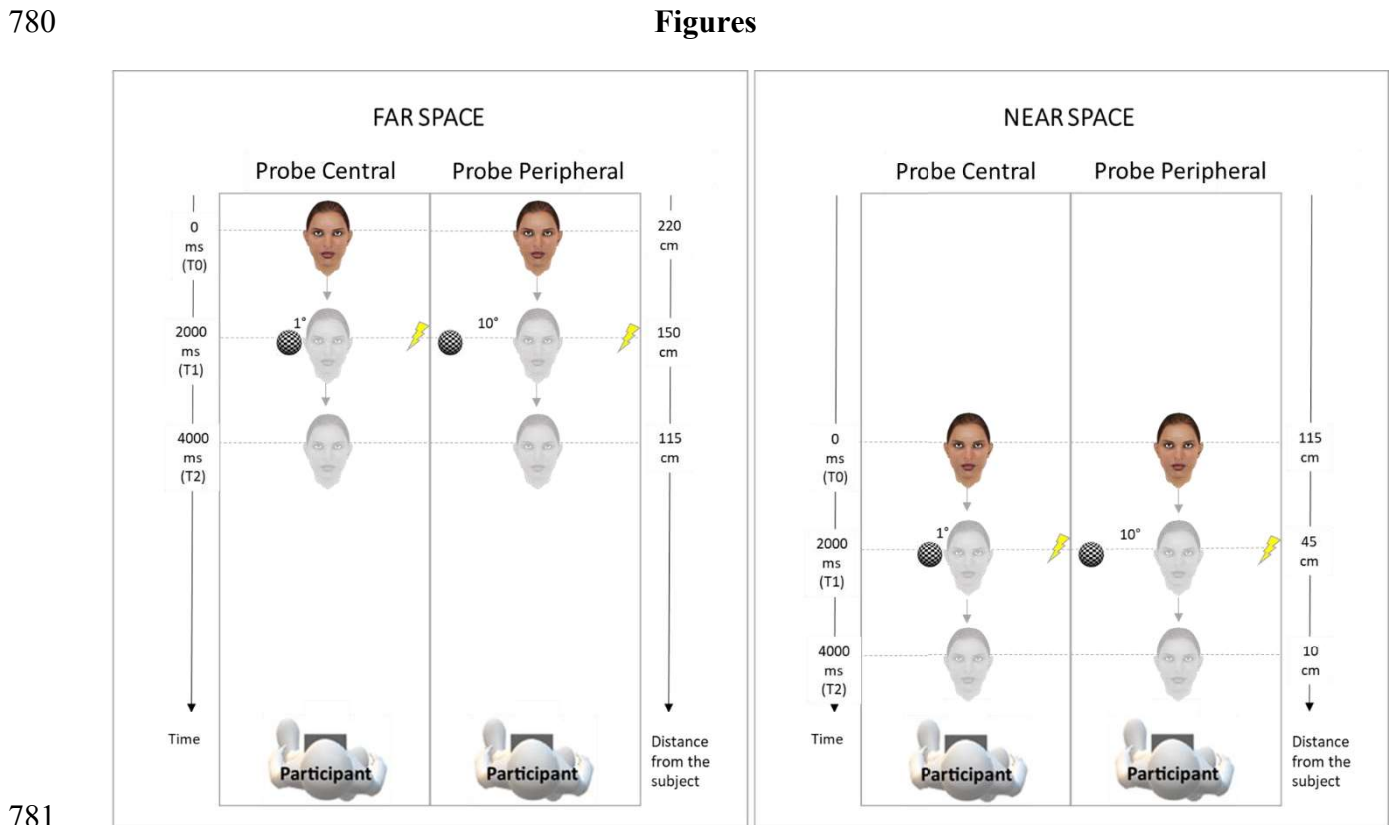 780 Figures
FAR SPACE
Probe Central Probe Peripheral
0
ms
(T0)
220
cm
1° 10°
2000
ms
(T1)
150
cm
4000
ms
(T2)
115
cm
Time
Participant Participant
Distance
from the
subject
NEAR SPACE
Probe Central Probe Peripheral
0
ms
(T0)
115
cm
1° 10°
2000
ms
(T1)
45
cm
4000
ms
(T2)
10
cm
Time
Participant Participant
Distance
from the
subject
781